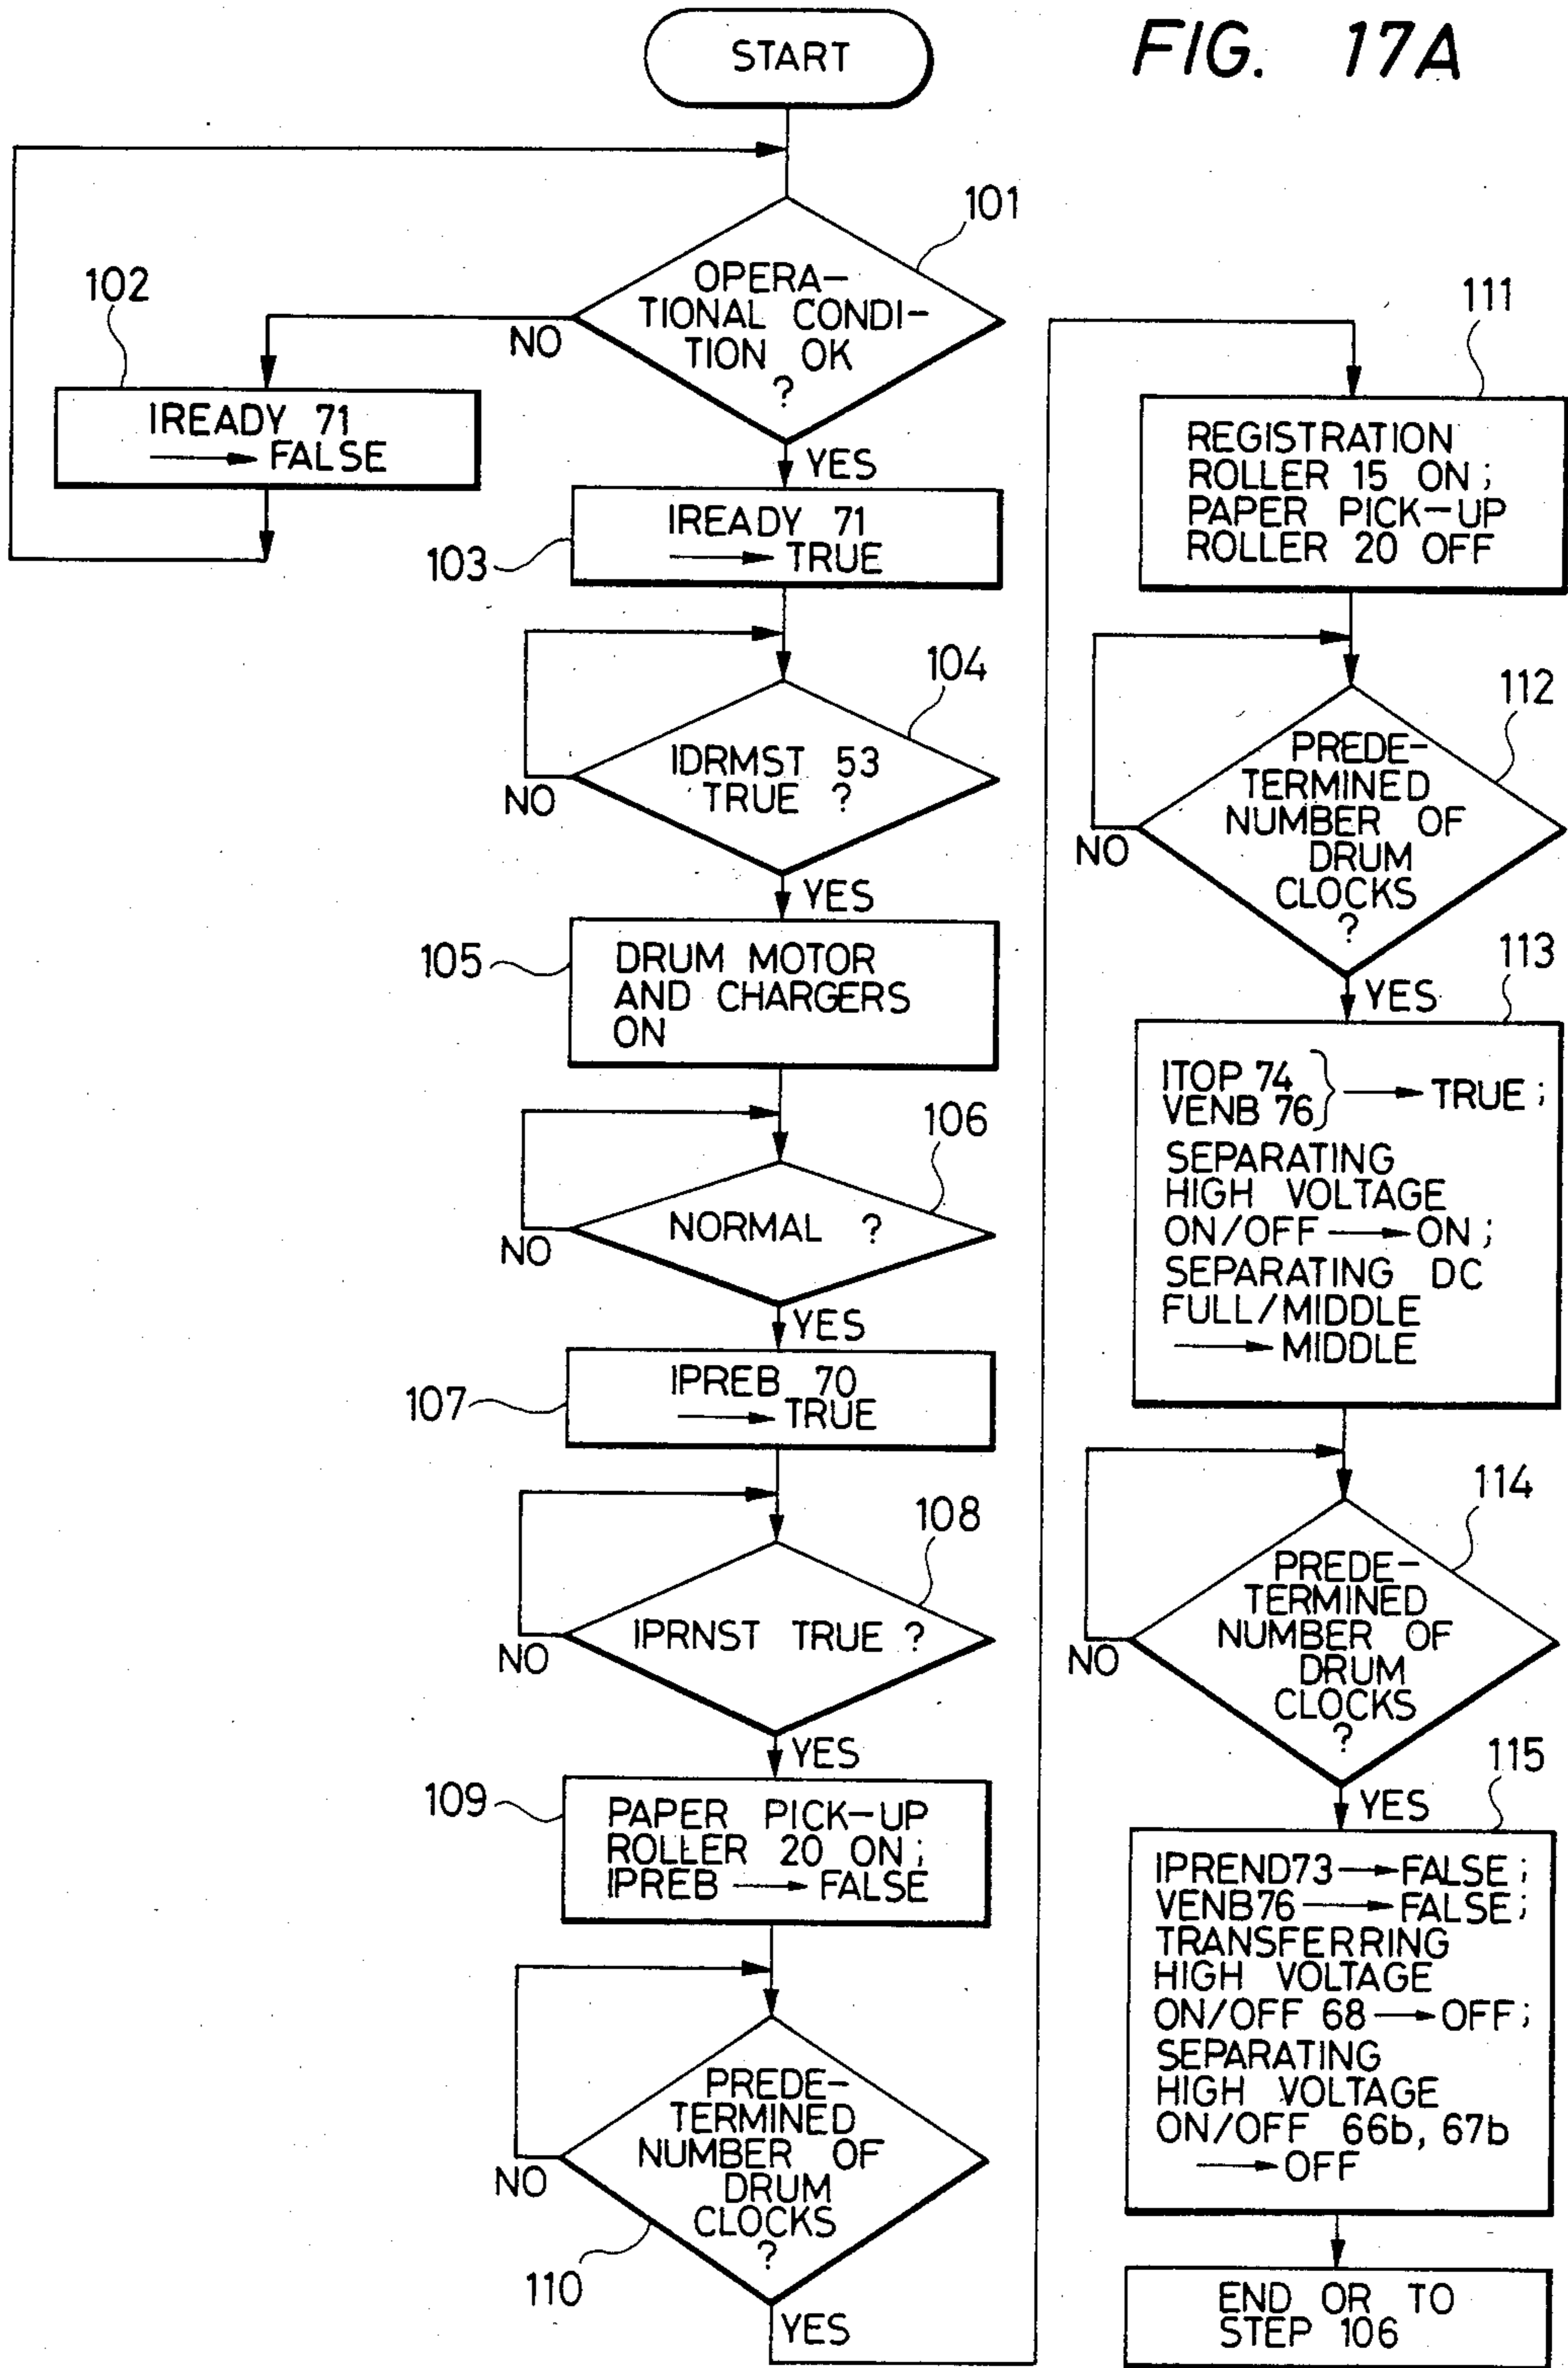 FIG. 17A
START
101
OPERA-
TIONAL CONDI-
TION OK
?
NO
YES
102
IREADY 71
→ FALSE
103
IREADY 71
→ TRUE
104
IDRMST 53
TRUE ?
NO
YES
105
DRUM MOTOR
AND CHARGERS
ON
106
NORMAL ?
NO
YES
107
IPREB 70
→ TRUE
108
IPRNST TRUE ?
NO
YES
109
PAPER PICK-UP
ROLLER 20 ON;
IPREB → FALSE
PREDE-
TERMINED
NUMBER OF
DRUM
CLOCKS
?
NO
110
YES
111
REGISTRATION
ROLLER 15 ON;
PAPER PICK-UP
ROLLER 20 OFF
112
PREDE-
TERMINED
NUMBER OF
DRUM
CLOCKS
?
NO
YES
113
ITOP 74
VENB 76 } → TRUE;
SEPARATING
HIGH VOLTAGE
ON/OFF → ON;
SEPARATING DC
FULL/MIDDLE
→ MIDDLE
114
PREDE-
TERMINED
NUMBER OF
DRUM
CLOCKS
?
NO
YES
115
IPREND73 → FALSE;
VENB76 → FALSE;
TRANSFERRING
HIGH VOLTAGE
ON/OFF 68 → OFF;
SEPARATING
HIGH VOLTAGE
ON/OFF 66b, 67b
→ OFF
END OR TO
STEP 106